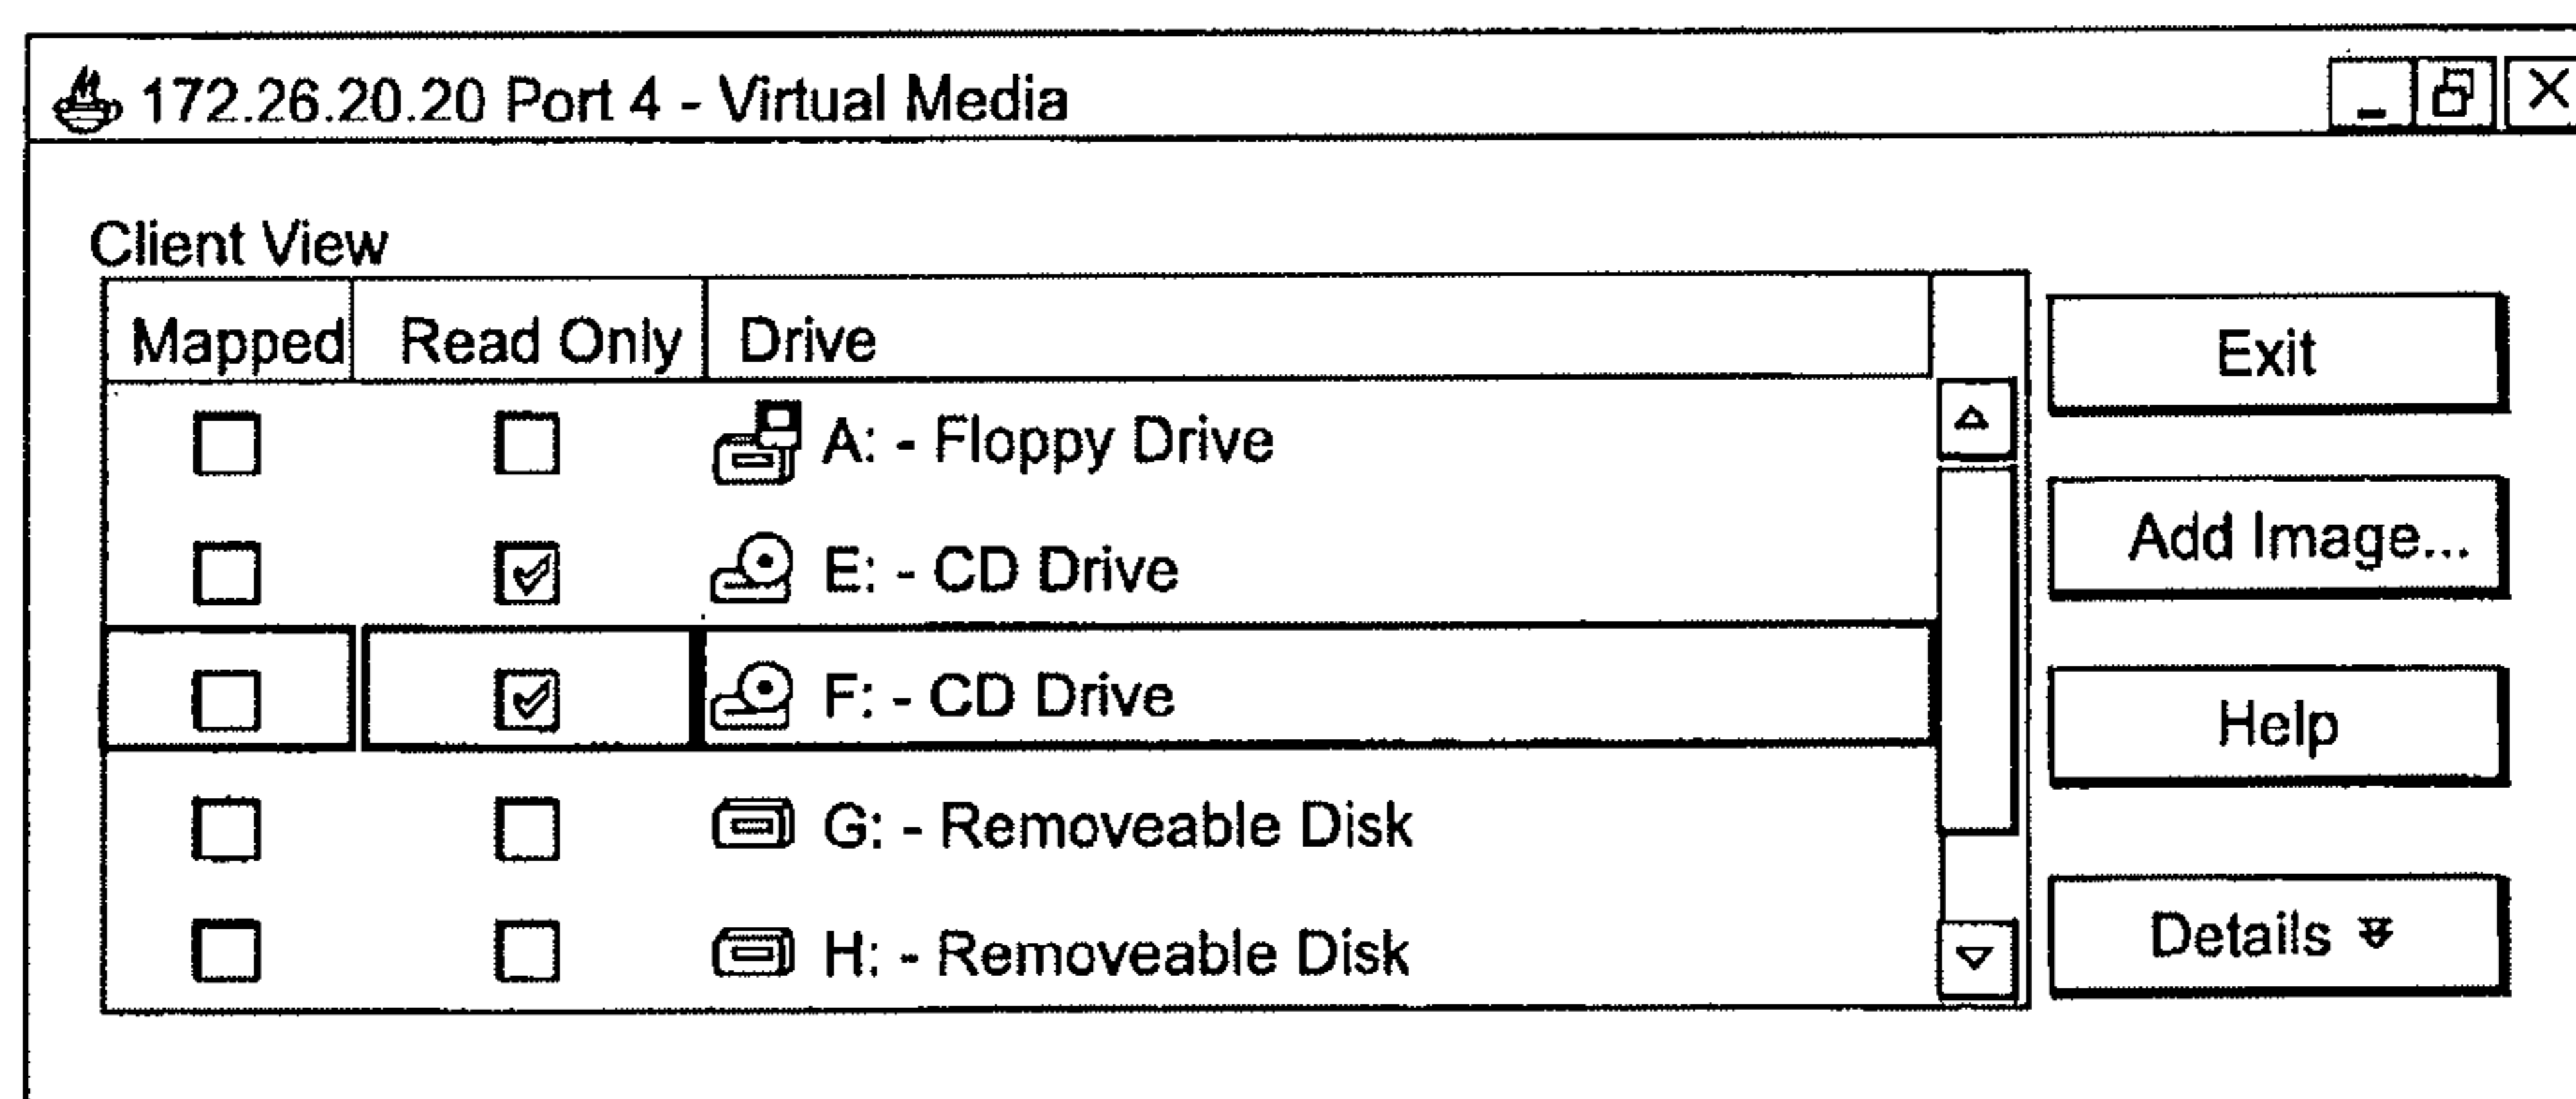 172.26.20.20 Port 4 - Virtual Media
Client View
Mapped Read Only Drive
A: - Floppy Drive
E: - CD Drive
F: - CD Drive
G: - Removeable Disk
H: - Removeable Disk
Exit
Add Image...
Help
Details